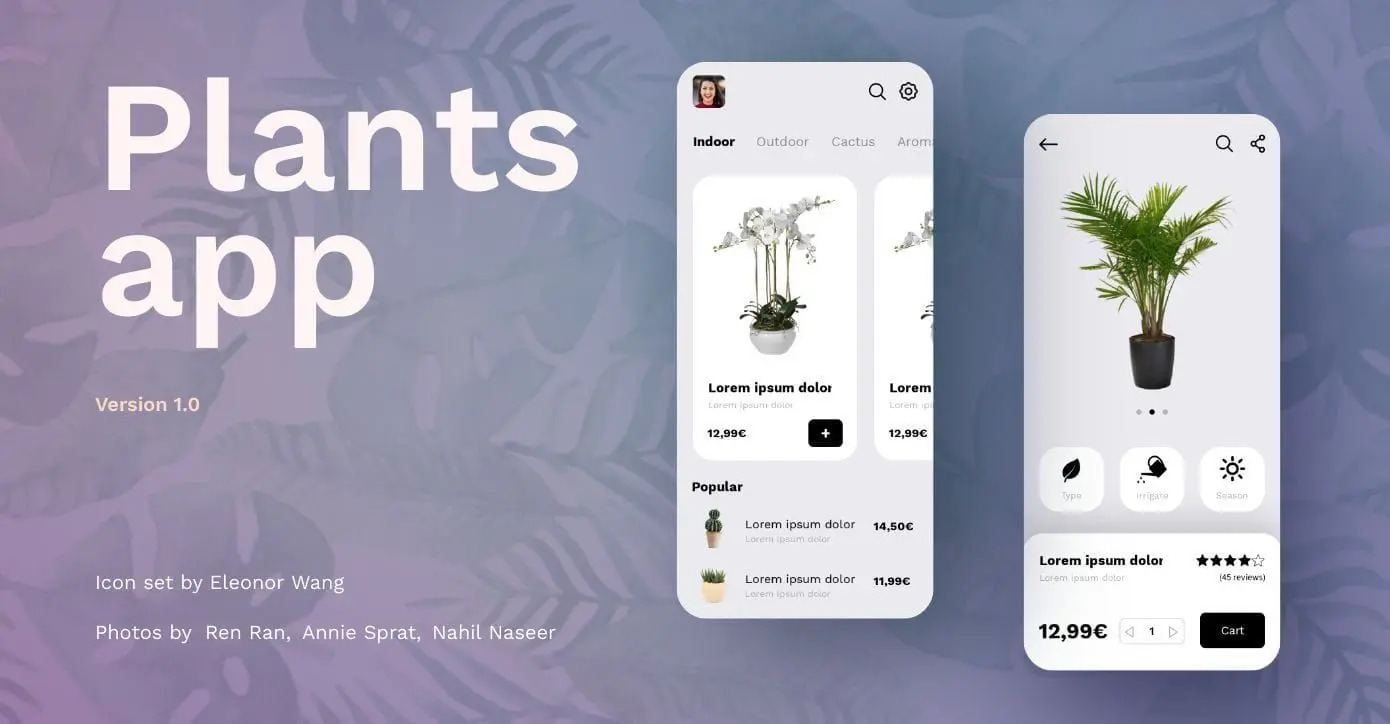 Plants
app
Version 1.0
Icon set by Eleonor Wang
Photos by Ren Ran, Annie Sprat, Nahil Naseer
Indoor Outdoor Cactus Aroma
Lorem ipsum dolor
Lorem ipsum dolor
12,99€ +
Lorem
Lorem ip
12,99€
Popular
Lorem ipsum dolor 14,50€
Lorem ipsum dolor
Lorem ipsum dolor 11,99€
Lorem ipsum dolor
Type Irrigate Season
Lorem ipsum dolor
Lorem ipsum dolor
(45 reviews)
12,99€ 1 Cart